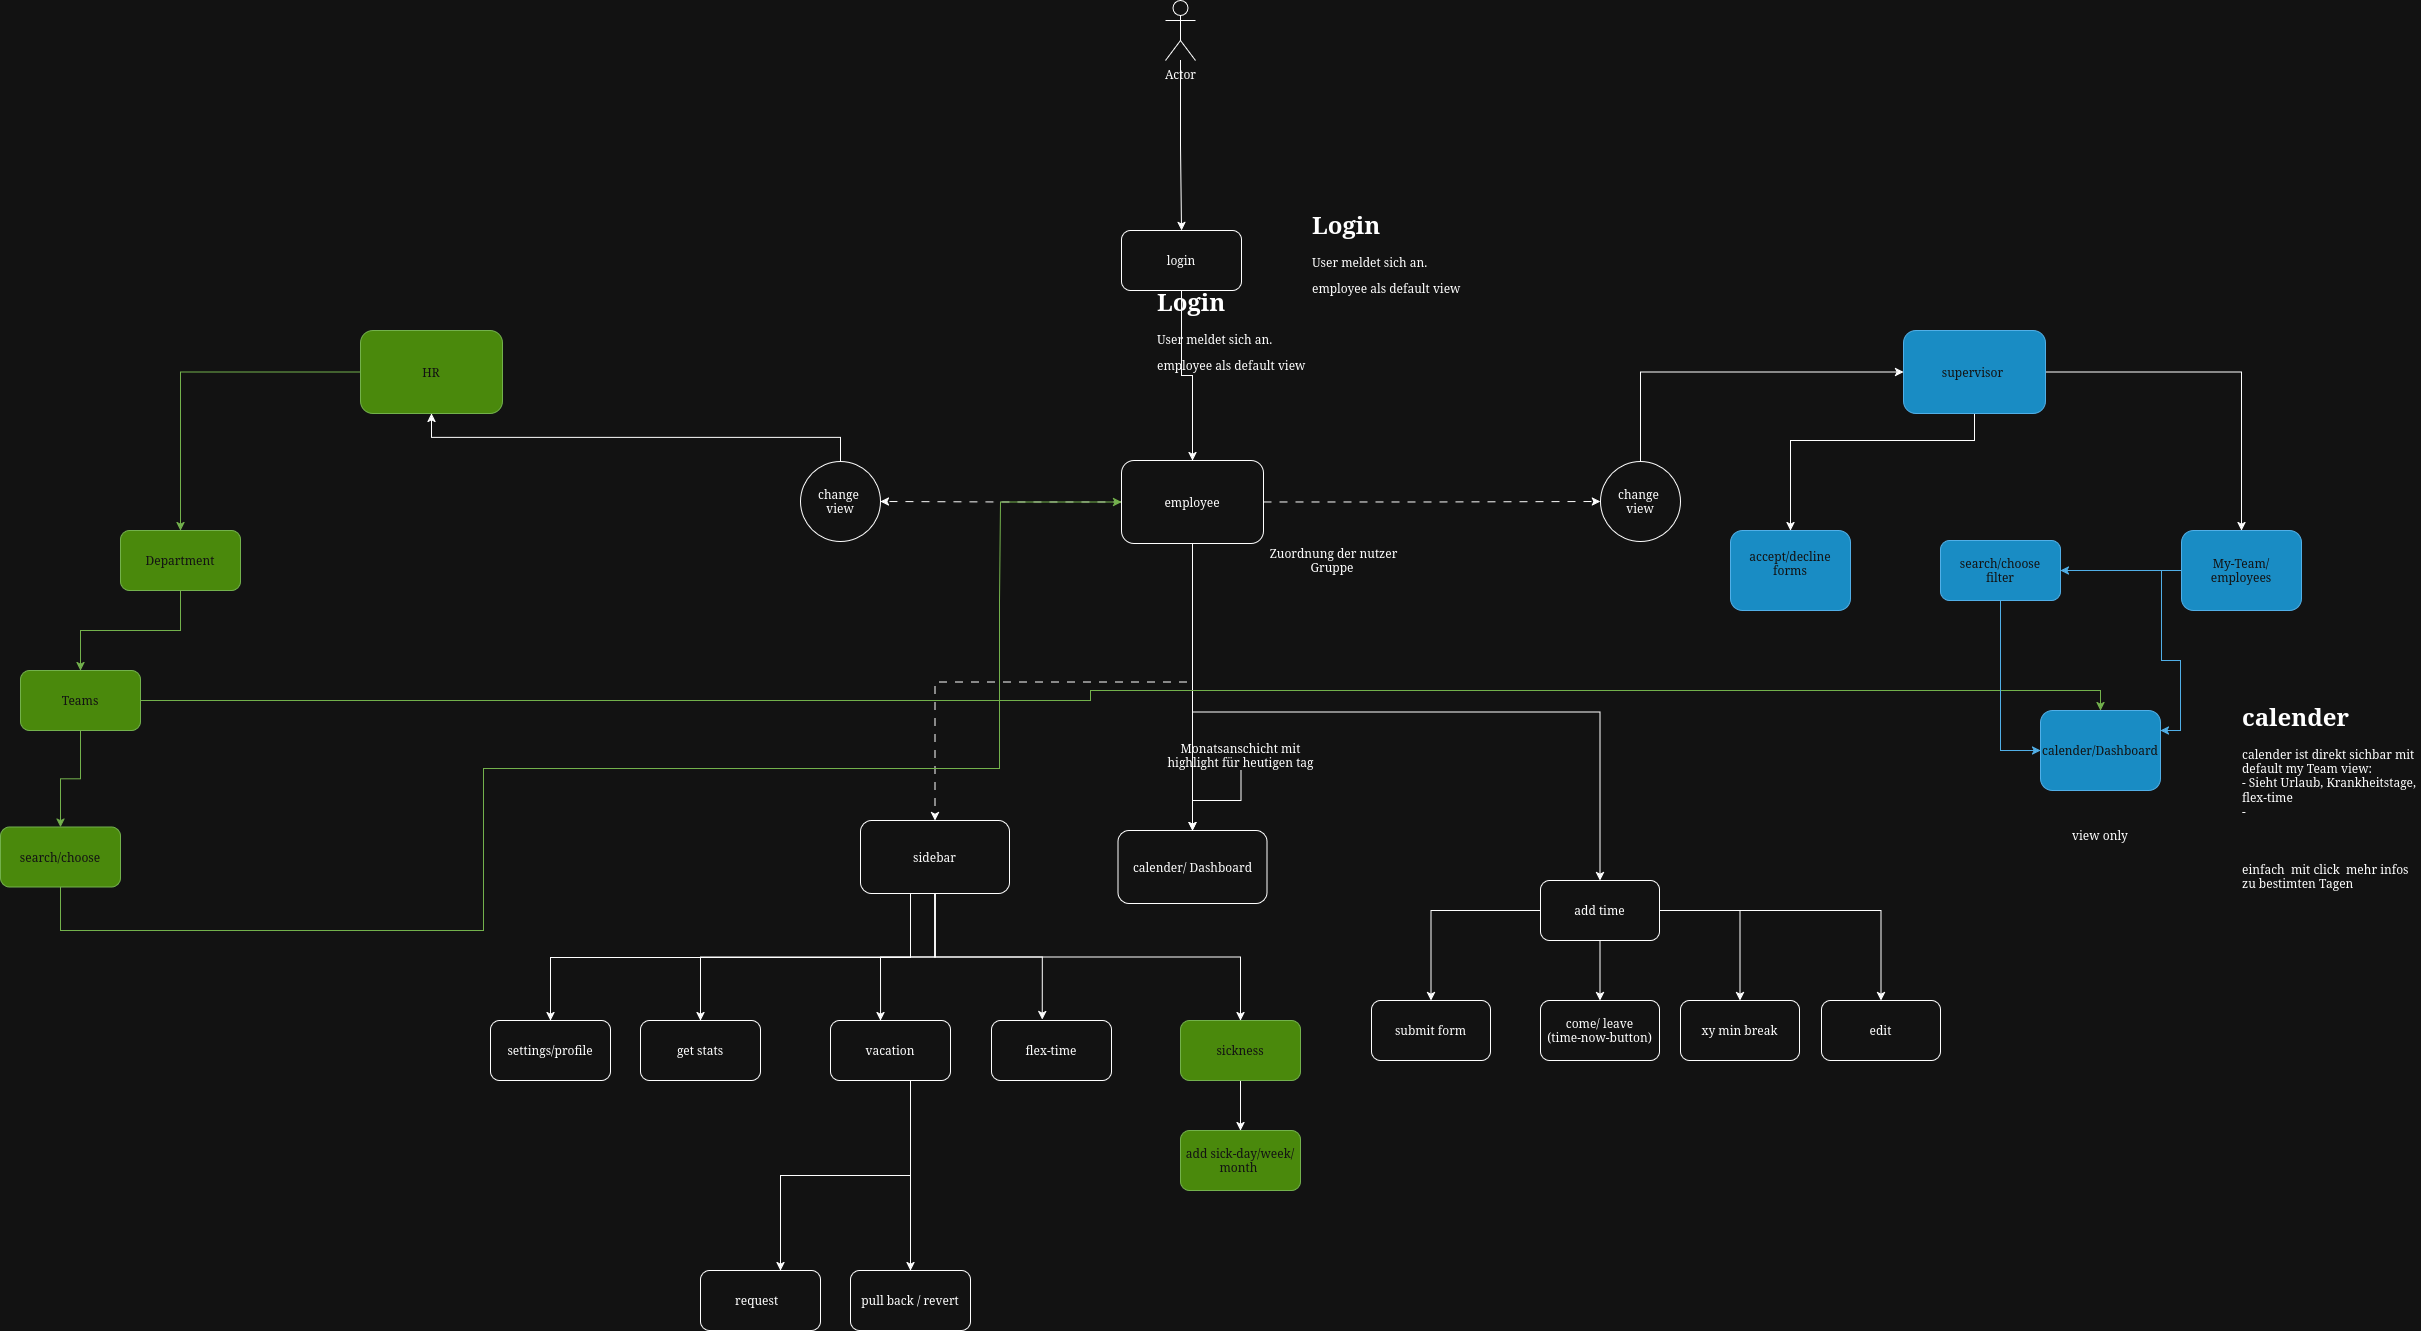 Actor
login
Login
User meldet sich an.
employee als default view
Login
User meldet sich an.
employee als default view
HR
supervisor
change
view
employee
change
view
Zuordnung der nutzer
Gruppe
Department
accept/decline
forms
search/choose
filter
My-Team/
employees
Teams
calender/Dashboard
view only
calender
calender ist direkt sichbar mit
default my Team view:
- Sieht Urlaub, Krankheitstage,
flex-time
-
einfach  mit click  mehr infos
zu bestimten Tagen
Monatsanschicht mit
highlight für heutigen tag
search/choose
sidebar
calender/ Dashboard
add time
settings/profile
get stats
vacation
flex-time
sickness
submit form
come/ leave
(time-now-button)
xy min break
edit
add sick-day/week/
month
request
pull back / revert